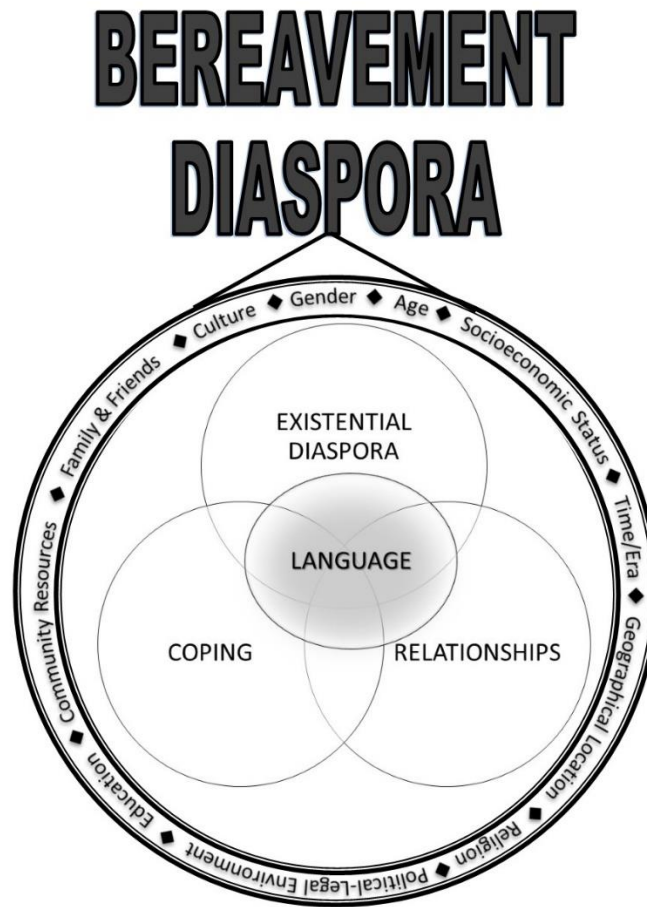 BEREAVEMENT
DIASPORA
Family & Friends ◆ Culture ◆ Gender ◆ Age ◆ Socioeconomic Status ◆ Time/Era ◆ Geographical Location ◆ Religion ◆ Political-Legal Environment ◆ Education ◆ Community Resources ◆
EXISTENTIAL
DIASPORA
LANGUAGE
COPING
RELATIONSHIPS